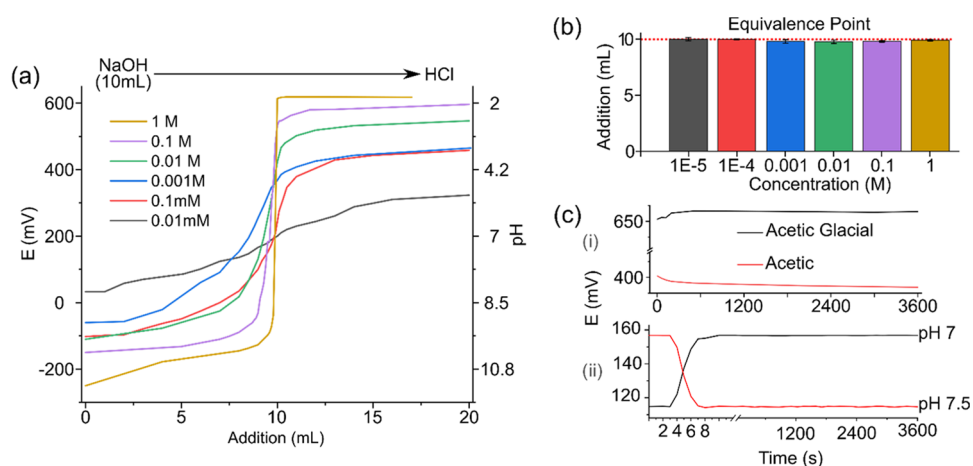 (a)
NaOH
(10mL)
HCl
600
400
200
0
-200
E (mV)
1 M
0.1 M
0.01 M
0.001M
0.1mM
0.01mM
2
4.2
7
8.5
10.8
pH
0 5 10 15 20
Addition (mL)
(b)
Equivalence Point
10
5
0
Addition (mL)
1E-5 1E-4 0.001 0.01 0.1 1
Concentration (M)
(c)
(i)
650
400
Acetic Glacial
Acetic
0 1200 2400 3600
E (mV)
(ii)
160
140
120
pH 7
pH 7.5
2 4 6 8 1200 2400 3600
Time (s)